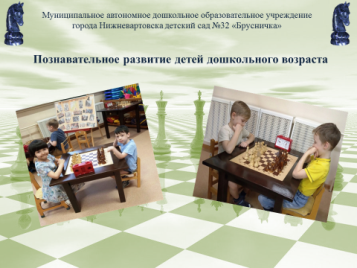 Муниципальное автономное дошкольное образовательное учреждение
города Нижневартовска детский сад №32 «Брусничка»
Познавательное развитие детей дошкольного возраста